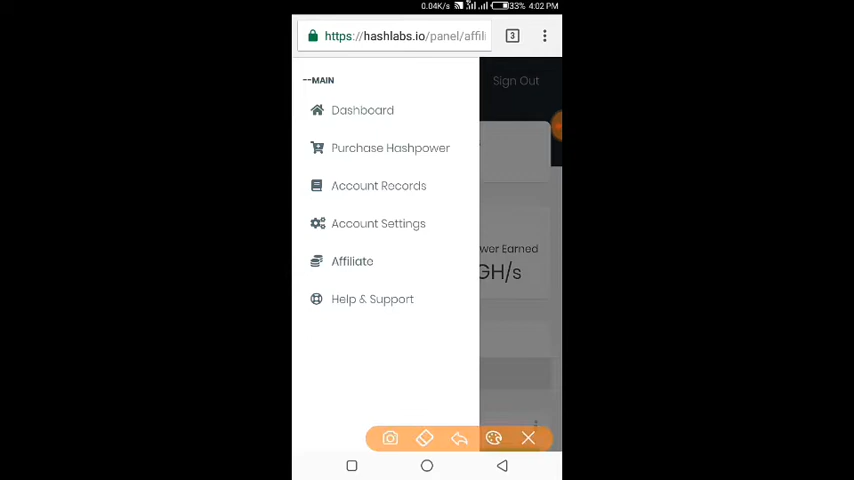 0.04K/s 33% 4:02 PM
https://hashlabs.io/panel/affil
3
--MAIN
Sign Out
Dashboard
Purchase Hashpower
Account Records
Account Settings
wer Earned
Affiliate
GH/s
Help & Support